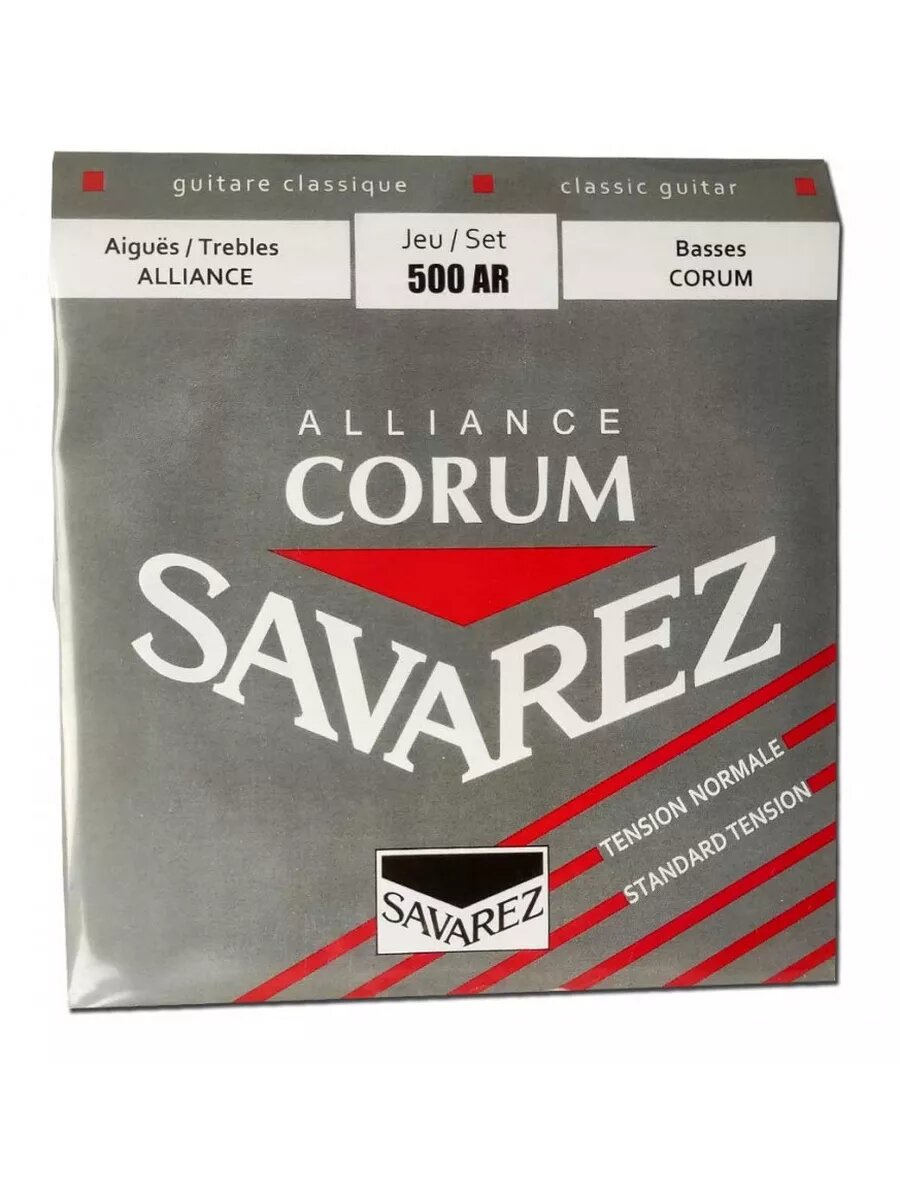 guitare classique classic guitar
Aiguës / Trebles
ALLIANCE
Jeu / Set
500 AR
Basses
CORUM
ALLIANCE
CORUM
SAVAREZ
TENSION NORMALE
STANDARD TENSION
SAVAREZ